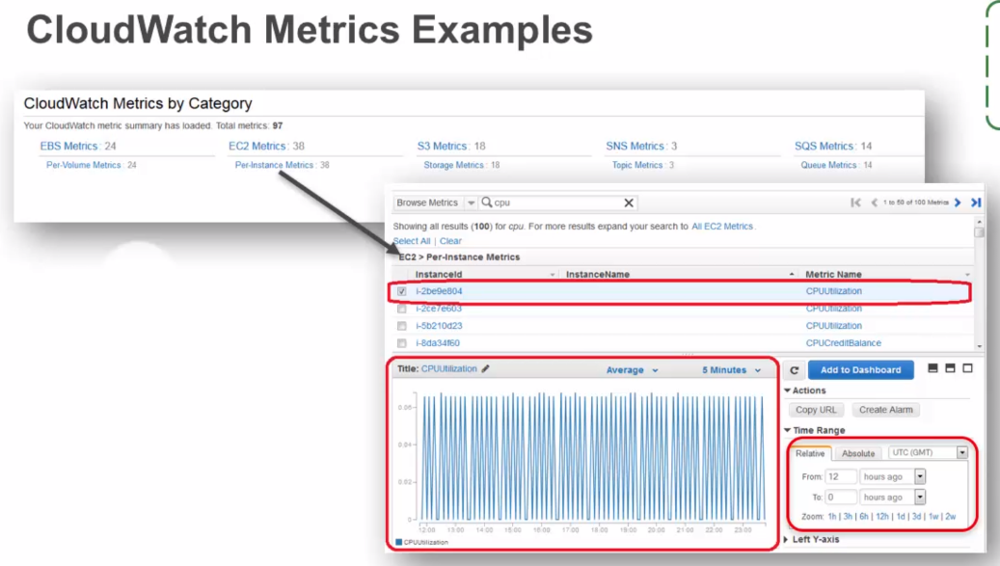 CloudWatch Metrics Examples
CloudWatch Metrics by Category
Your CloudWatch metric summary has loaded. Total metrics: 97
EBS Metrics : 24 EC2 Metrics : 38 S3 Metrics : 18 SNS Metrics : 3 SQS Metrics : 14
Per-Volume Metrics : 24 Per-Instance Metrics : 38 Storage Metrics : 18 Topic Metrics : 3 Queue Metrics : 14
Browse Metrics cpu X 1 to 50 of 100 Metrics
Showing all results (100) for cpu. For more results expand your search to All EC2 Metrics.
Select All | Clear
EC2 > Per-Instance Metrics
InstanceId InstanceName Metric Name
i-2be9e804 CPUUtilization
i-2ce7e603 CPUUtilization
i-5b210d23 CPUUtilization
i-8da34f60 CPUCreditBalance
Title: CPUUtilization Average 5 Minutes
Add to Dashboard
Actions
Copy URL Create Alarm
Time Range
Relative Absolute UTC (GMT)
From: 12 hours ago
To: 0 hours ago
Zoom: 1h | 3h | 6h | 12h | 1d | 3d | 1w | 2w
Left Y-axis
0.06
0.04
0.02
0
12:00 13:00 14:00 15:00 16:00 17:00 18:00 19:00 20:00 21:00 22:00 23:00
CPUUtilization